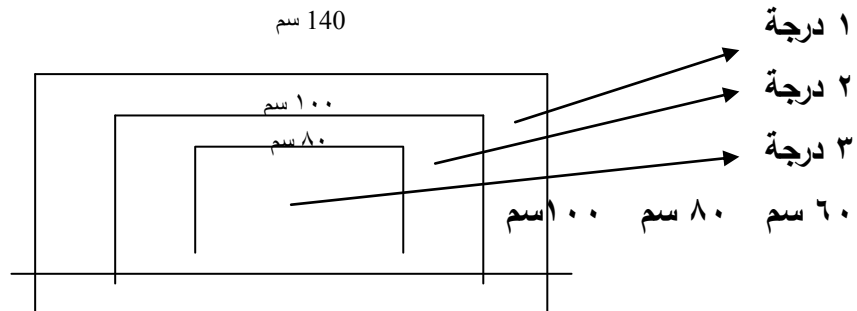 140 سم
١ درجة
١٠٠ سم
٢ درجة
٨٠ سم
٣ درجة
٦٠ سم ٨٠ سم ١٠٠سم